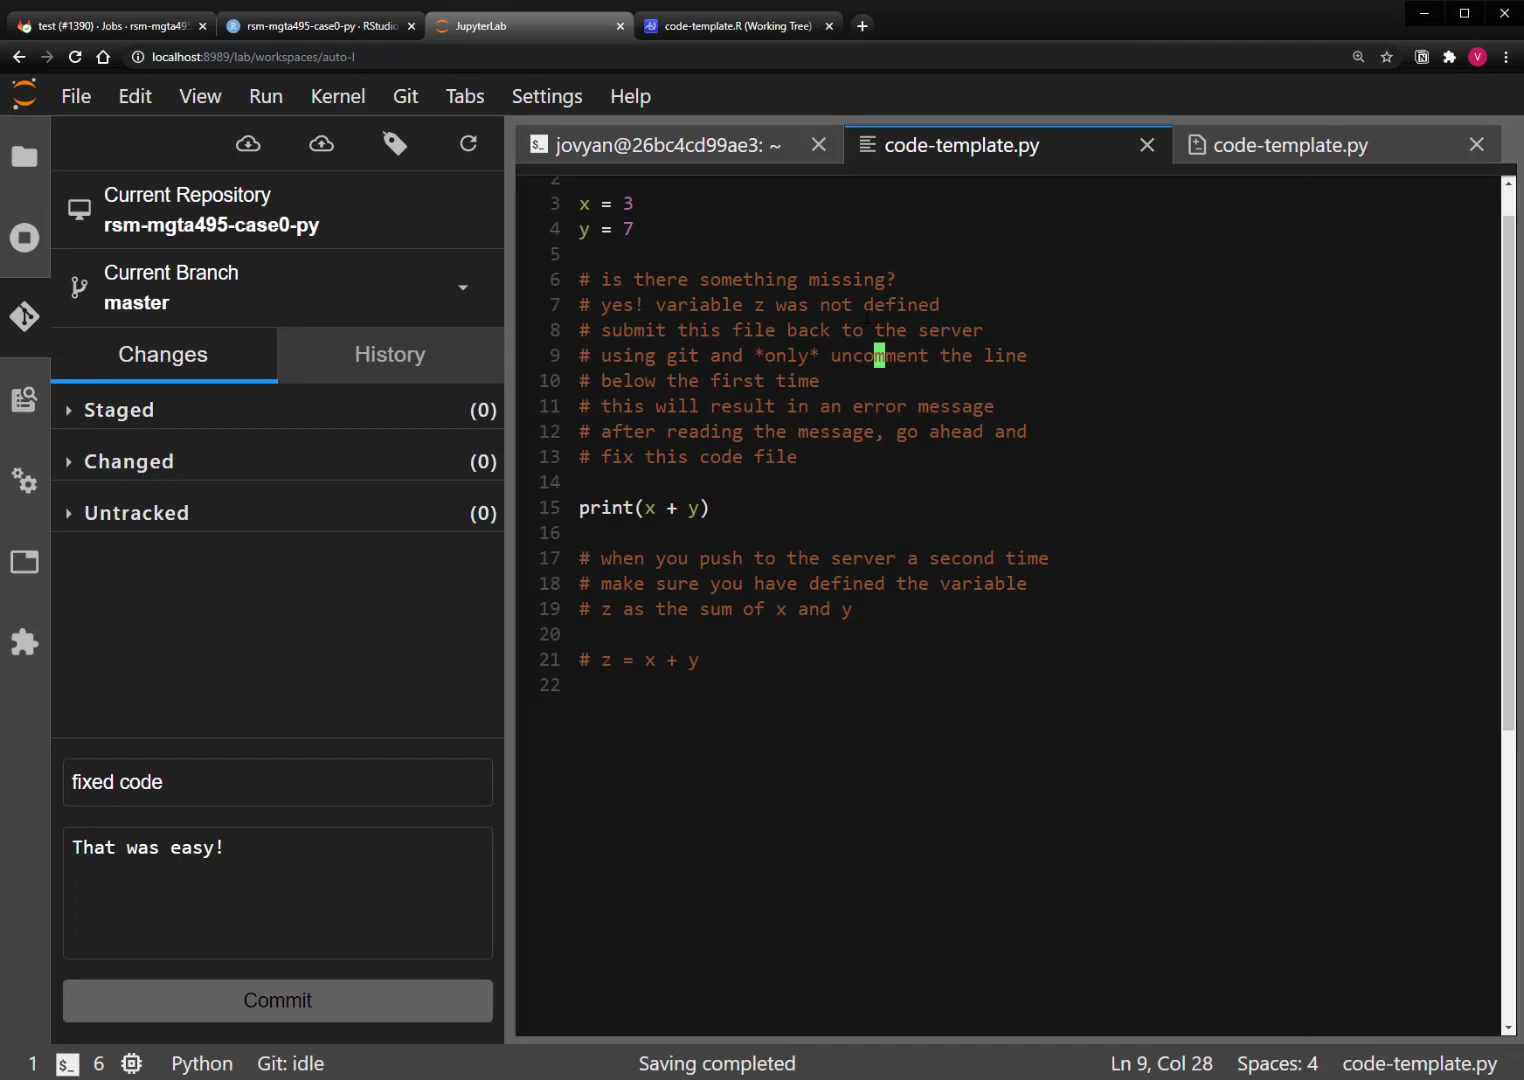 test (#1390) · Jobs · rsm-mgta49
rsm-mgta495-case0-py · RStudio
JupyterLab
code-template.R (Working Tree)
localhost:8989/lab/workspaces/auto-l
N
V
File Edit View Run Kernel Git Tabs Settings Help
$_ jovyan@26bc4cd99ae3: ~
code-template.py
code-template.py
Current Repository
rsm-mgta495-case0-py
Current Branch
master
Changes
History
Staged (0)
Changed (0)
Untracked (0)
fixed code
That was easy!
Commit
2
3 x = 3
4 y = 7
5
6 # is there something missing?
7 # yes! variable z was not defined
8 # submit this file back to the server
9 # using git and *only* uncomment the line
10 # below the first time
11 # this will result in an error message
12 # after reading the message, go ahead and
13 # fix this code file
14
15 print(x + y)
16
17 # when you push to the server a second time
18 # make sure you have defined the variable
19 # z as the sum of x and y
20
21 # z = x + y
22
1 $_ 6 Python Git: idle Saving completed Ln 9, Col 28 Spaces: 4 code-template.py